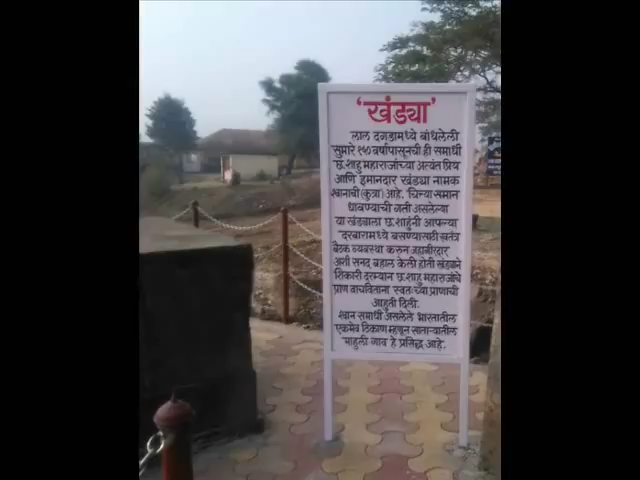 ‘खंड्या’
लाल दगडामध्ये बांधलेली
सुमारे १५० वर्षापासूनची ही समाधी
छ.शाहू महाराजांच्या अत्यंत प्रिय
आणि इमानदार खंड्या नामक
श्वानाची (कुत्रा) आहे. चित्त्या समान
धावण्याची गती असलेल्या
या खंड्याला छ.शाहूंनी आपल्या
दरबारामध्ये बसण्यासाठी स्वतंत्र
बैठक व्यवस्था करुन जहागीरदार
अशी सनद बहाल केली होती खंड्याने
शिकारी दरम्यान छ.शाहू महाराजांचे
प्राण वाचविताना स्वतःच्या प्राणाची
आहुती दिली.
श्वान समाधी असलेले भारतातील
एकमेव ठिकाण म्हणून साताऱ्यातील
माहुली गाव हे प्रसिद्ध आहे.